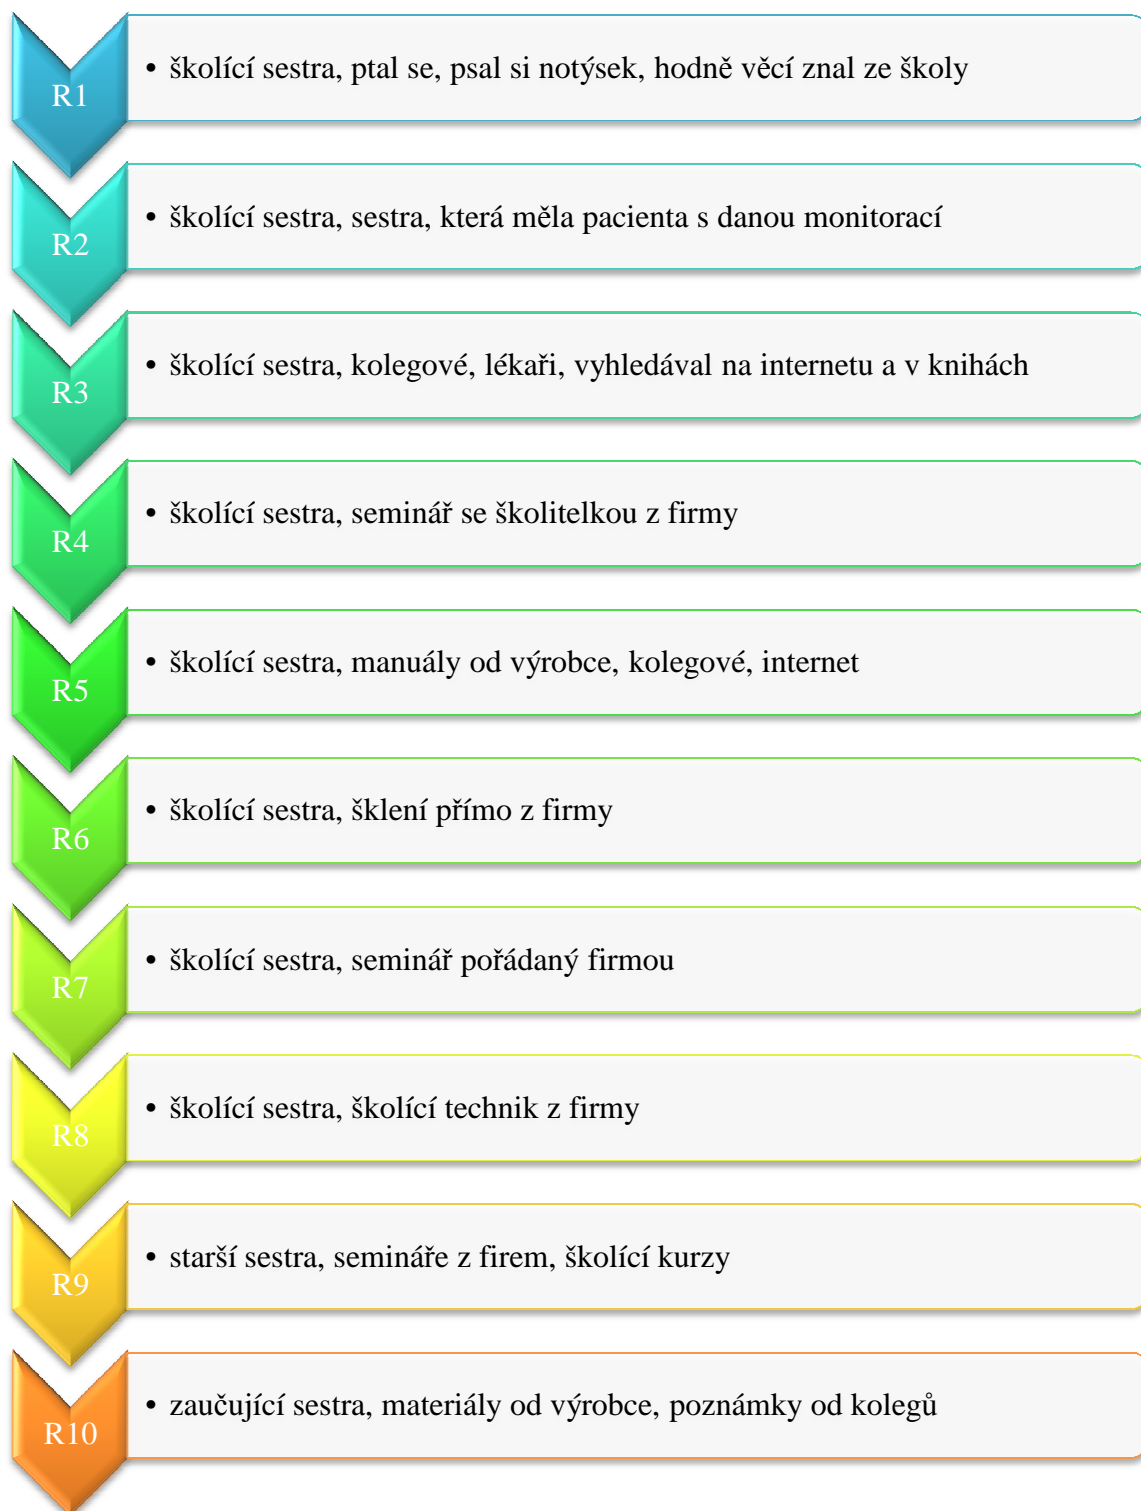 R1
• školící sestra, ptal se, psal si notýsek, hodně věcí znal ze školy
R2
• školící sestra, sestra, která měla pacienta s danou monitorací
R3
• školící sestra, kolegové, lékaři, vyhledával na internetu a v knihách
R4
• školící sestra, seminář se školitelkou z firmy
R5
• školící sestra, manuály od výrobce, kolegové, internet
R6
• školící sestra, šklení přímo z firmy
R7
• školící sestra, seminář pořádaný firmou
R8
• školící sestra, školící technik z firmy
R9
• starší sestra, semináře z firem, školící kurzy
R10
• zaučující sestra, materiály od výrobce, poznámky od kolegů